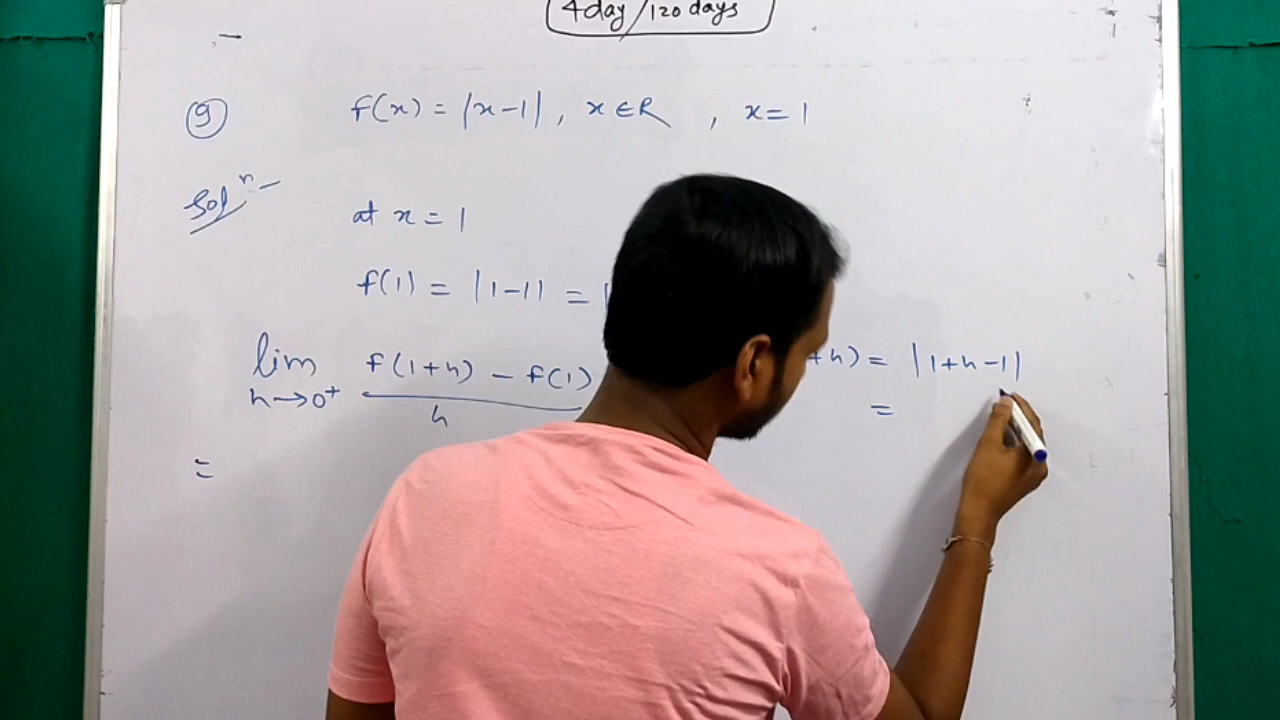 4day/120 days
9 f(x) = |x-1|, x∈R , x=1
Solⁿ-
at x = 1
f(1) = |1-1| = |
lim h→0⁺ f(1+h) - f(1) / h +h) = |1+h-1|
=
=